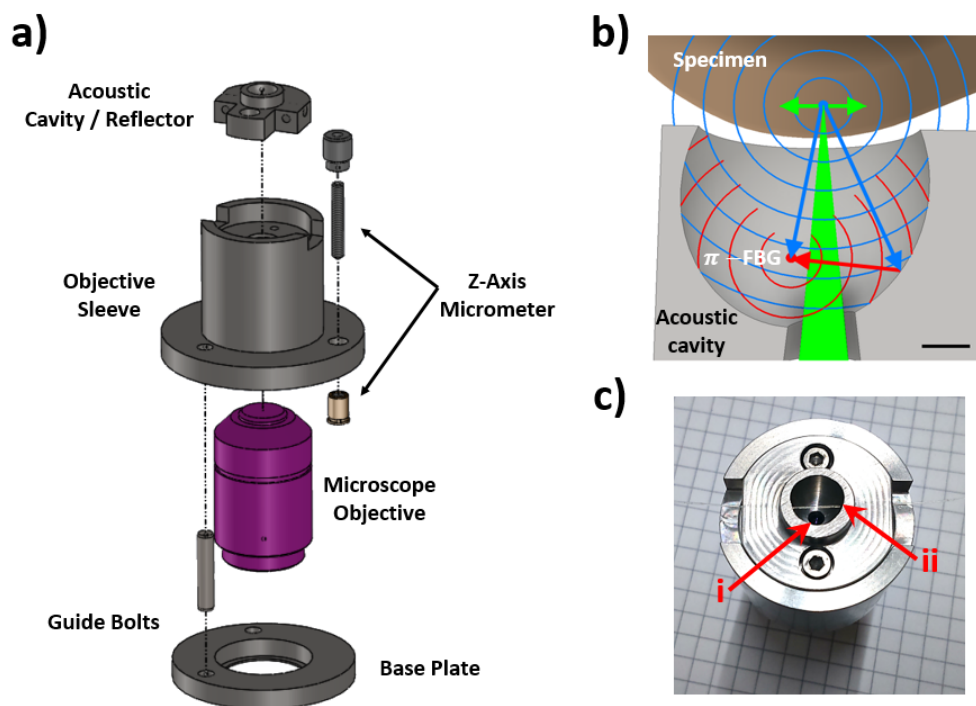 a)
Acoustic
Cavity / Reflector
Objective
Sleeve
Z-Axis
Micrometer
Microscope
Objective
Guide Bolts
Base Plate
b)
Specimen
π −FBG
Acoustic
cavity
c)
i
ii